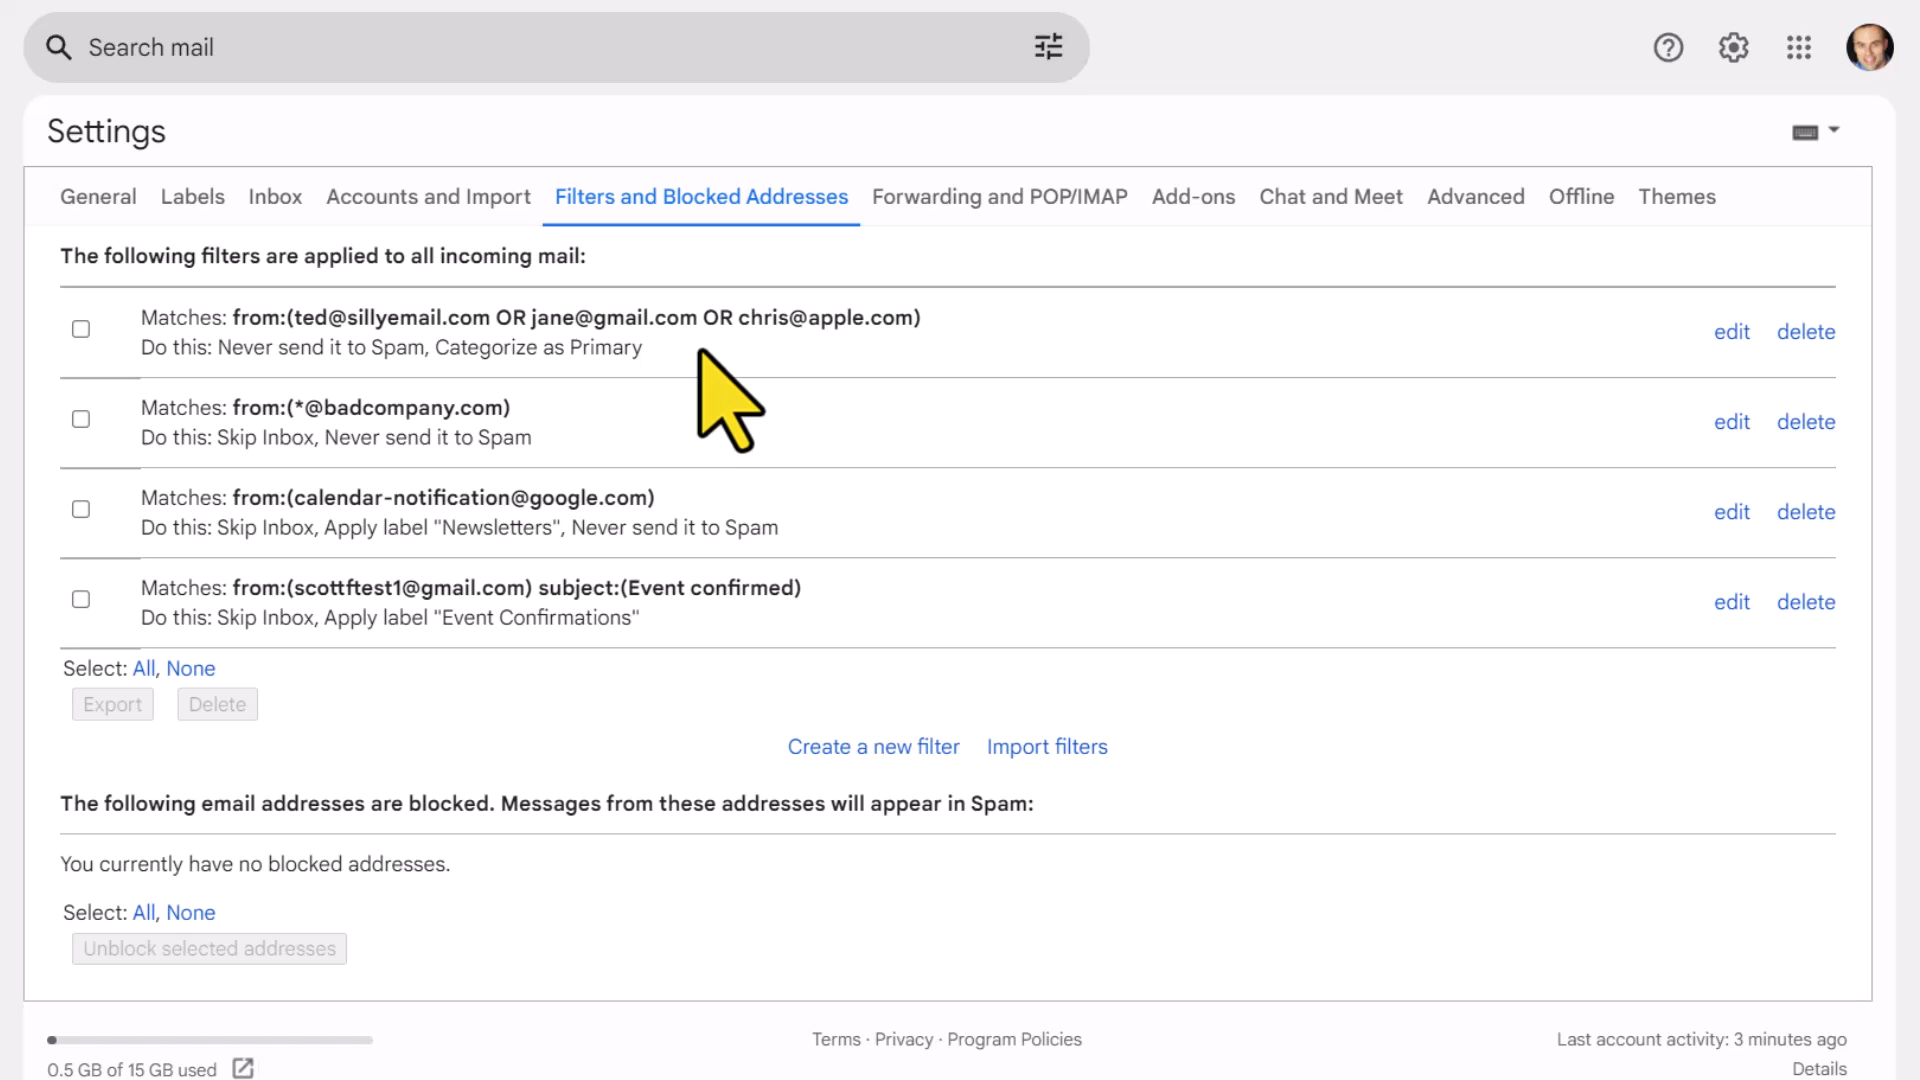 Search mail
Settings
General Labels Inbox Accounts and Import Filters and Blocked Addresses Forwarding and POP/IMAP Add-ons Chat and Meet Advanced Offline Themes
The following filters are applied to all incoming mail:
Matches: from:(ted@sillyemail.com OR jane@gmail.com OR chris@apple.com)
Do this: Never send it to Spam, Categorize as Primary
edit delete
Matches: from:(*@badcompany.com)
Do this: Skip Inbox, Never send it to Spam
edit delete
Matches: from:(calendar-notification@google.com)
Do this: Skip Inbox, Apply label "Newsletters", Never send it to Spam
edit delete
Matches: from:(scottftest1@gmail.com) subject:(Event confirmed)
Do this: Skip Inbox, Apply label "Event Confirmations"
edit delete
Select: All, None
Export Delete
Create a new filter Import filters
The following email addresses are blocked. Messages from these addresses will appear in Spam:
You currently have no blocked addresses.
Select: All, None
Unblock selected addresses
Terms · Privacy · Program Policies
Last account activity: 3 minutes ago
0.5 GB of 15 GB used
Details